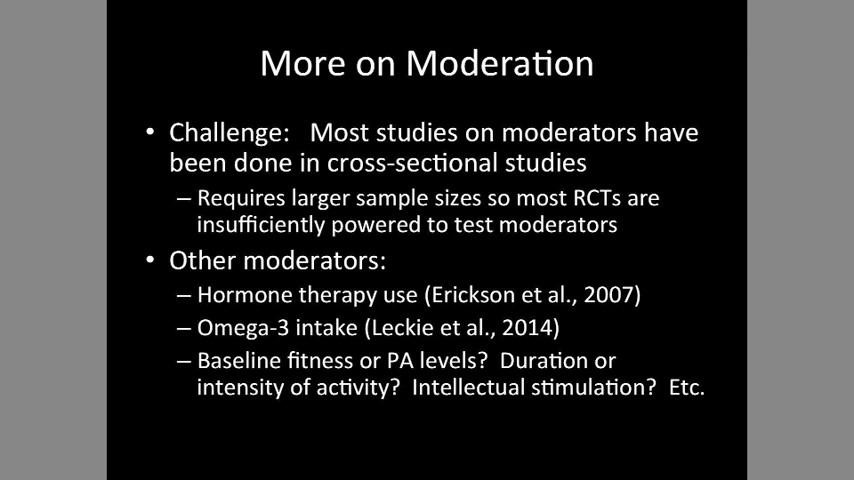 More on Moderation
• Challenge:   Most studies on moderators have
been done in cross-sectional studies
– Requires larger sample sizes so most RCTs are
insufficiently powered to test moderators
• Other moderators:
– Hormone therapy use (Erickson et al., 2007)
– Omega-3 intake (Leckie et al., 2014)
– Baseline fitness or PA levels?  Duration or
intensity of activity?  Intellectual stimulation?  Etc.